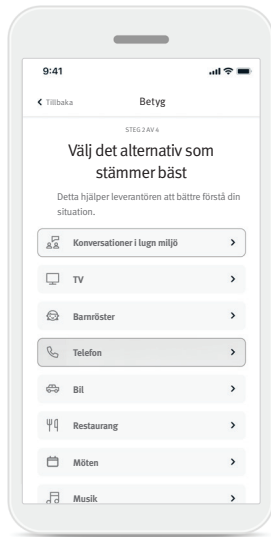 9:41
Tillbaka
Betyg
STEG 2 AV 4
Välj det alternativ som
stämmer bäst
Detta hjälper leverantören att bättre förstå din
situation.
Konversationer i lugn miljö
TV
Barnröster
Telefon
Bil
Restaurang
Möten
Musik